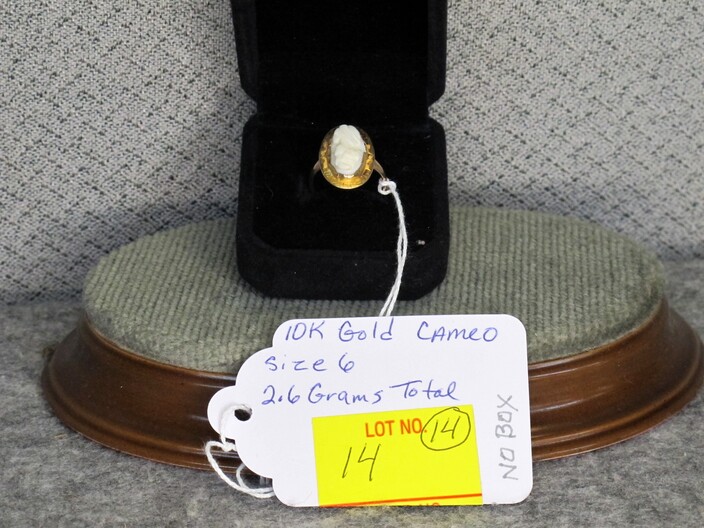 10K Gold CAMEO
Size 6
2.6 Grams Total
LOT NO. 14
14
NO BOX